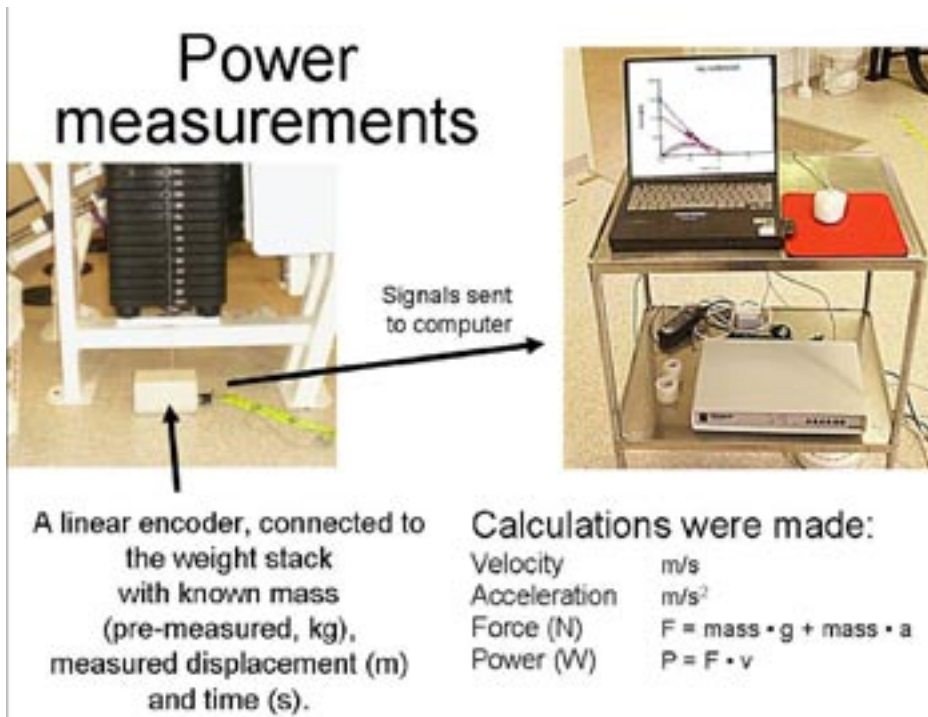 Power
measurements
Signals sent
to computer
A linear encoder, connected to
the weight stack
with known mass
(pre-measured, kg),
measured displacement (m)
and time (s).
Calculations were made:
Velocity m/s
Acceleration m/s²
Force (N) F = mass • g + mass • a
Power (W) P = F • v